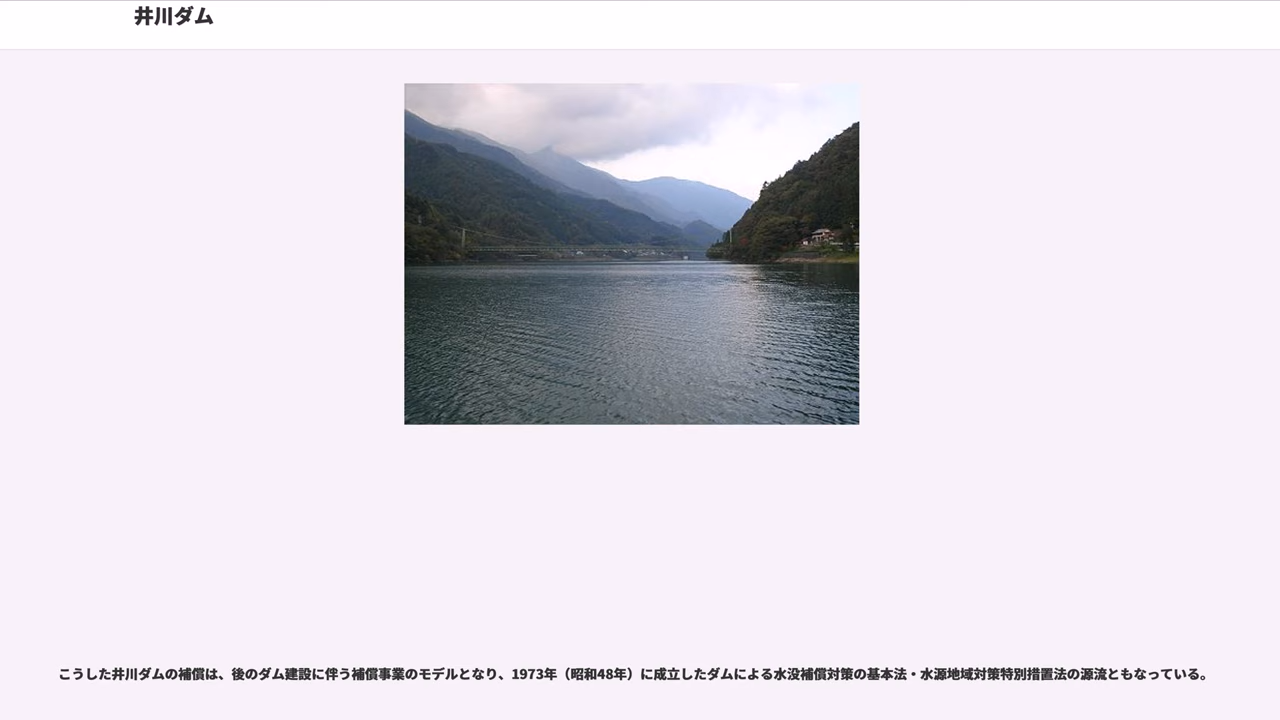 井川ダム
こうした井川ダムの補償は、後のダム建設に伴う補償事業のモデルとなり、1973年（昭和48年）に成立したダムによる水没補償対策の基本法・水源地域対策特別措置法の源流ともなっている。